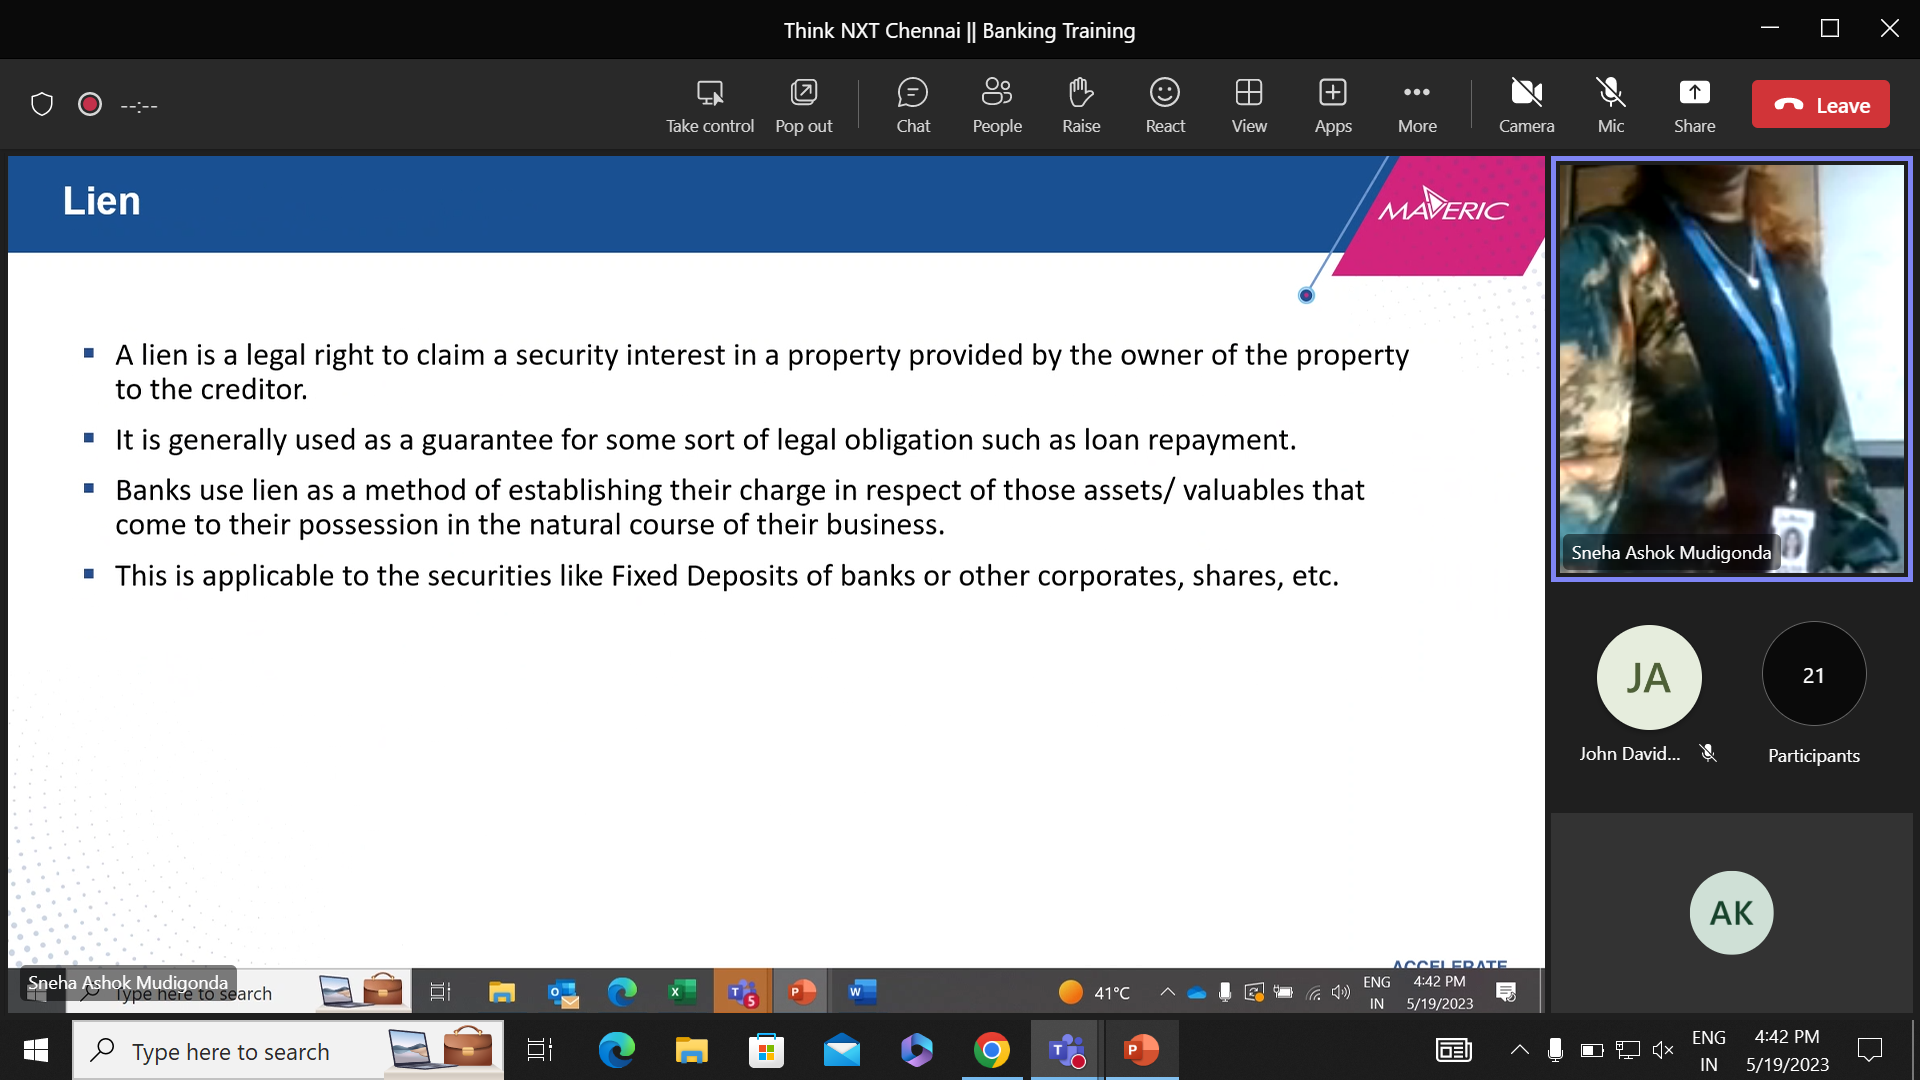 Think NXT Chennai || Banking Training
--:--
Take control
Pop out
Chat
People
Raise
React
View
Apps
More
Camera
Mic
Share
Leave
Lien
MAVERIC
A lien is a legal right to claim a security interest in a property provided by the owner of the property
to the creditor.
It is generally used as a guarantee for some sort of legal obligation such as loan repayment.
Banks use lien as a method of establishing their charge in respect of those assets/ valuables that
come to their possession in the natural course of their business.
This is applicable to the securities like Fixed Deposits of banks or other corporates, shares, etc.
ACCELERATE
Sneha Ashok Mudigonda
JA
John David...
21
Participants
AK
Sneha Ashok Mudigonda
Type here to search
5
41°C
ENG
IN
4:42 PM
5/19/2023
Type here to search
ENG
IN
4:42 PM
5/19/2023